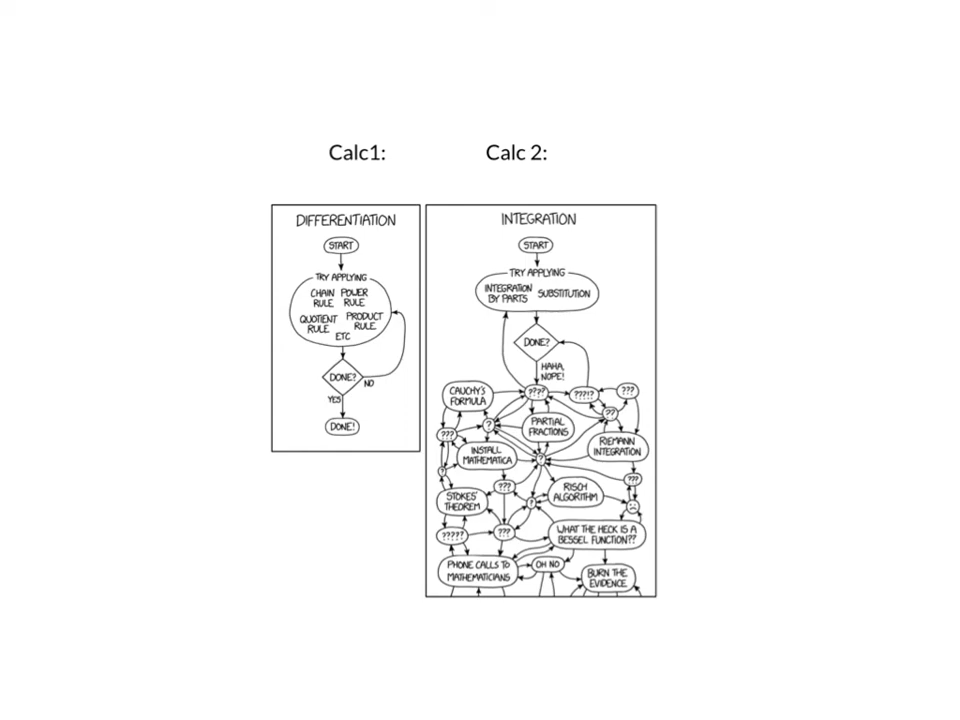 Calc1:
Calc 2:
DIFFERENTIATION
START
TRY APPLYING
CHAIN RULE
POWER RULE
QUOTIENT RULE
PRODUCT RULE
ETC
DONE?
NO
YES
DONE!
INTEGRATION
START
TRY APPLYING
INTEGRATION BY PARTS
SUBSTITUTION
DONE?
HAHA,
NOPE!
CAUCHY'S
FORMULA
????
???!?
???
??
???
?
PARTIAL
FRACTIONS
RIEMANN
INTEGRATION
INSTALL
MATHEMATICA
?
?
???
???
RISCH
ALGORITHM
STOKES'
THEOREM
?
?????
???
WHAT THE HECK IS A
BESSEL FUNCTION??
PHONE CALLS TO
MATHEMATICIANS
OH NO
BURN THE
EVIDENCE